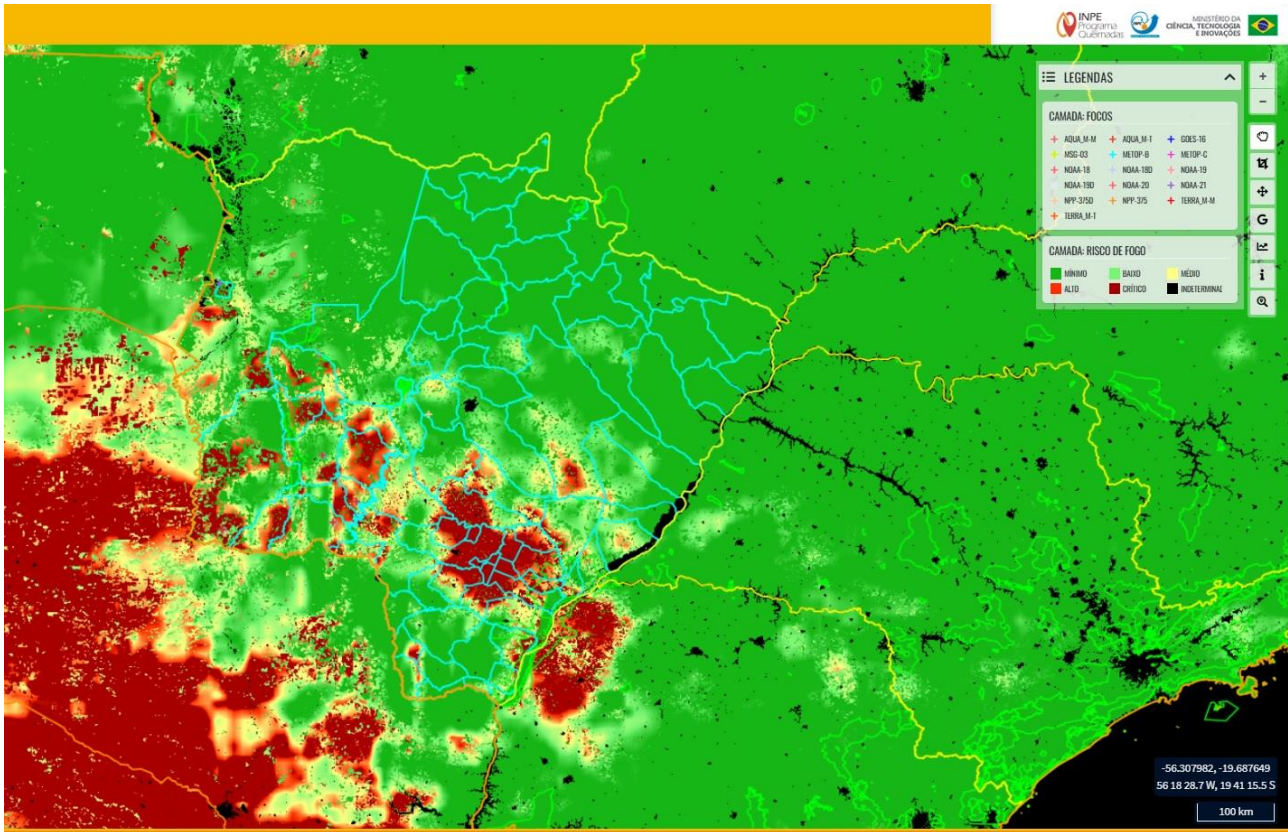 INPE
Programa
Queimadas
INPE
MINISTÉRIO DA
CIÊNCIA, TECNOLOGIA
E INOVAÇÕES
LEGENDAS
CAMADA: FOCOS
AQUA_M-M AQUA_M-T GOES-16
MSG-03 METOP-B METOP-C
NOAA-18 NOAA-18D NOAA-19
NOAA-19D NOAA-20 NOAA-21
NPP-375D NPP-375 TERRA_M-M
TERRA_M-T
CAMADA: RISCO DE FOGO
MÍNIMO BAIXO MÉDIO
ALTO CRÍTICO INDETERMINAD
+
-
G
i
-56.307982, -19.687649
56 18 28.7 W, 19 41 15.5 S
100 km